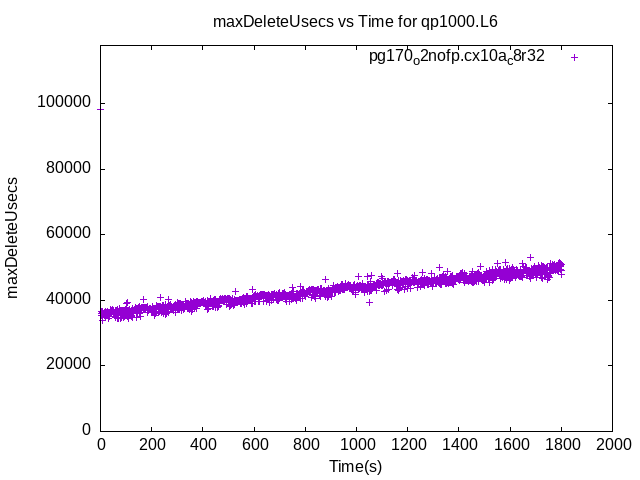 maxDeleteUsecs vs Time for qp1000.L6
pg170_o2nofp.cx10a_c8r32
maxDeleteUsecs
100000
80000
60000
40000
20000
0
0 200 400 600 800 1000 1200 1400 1600 1800 2000
Time(s)